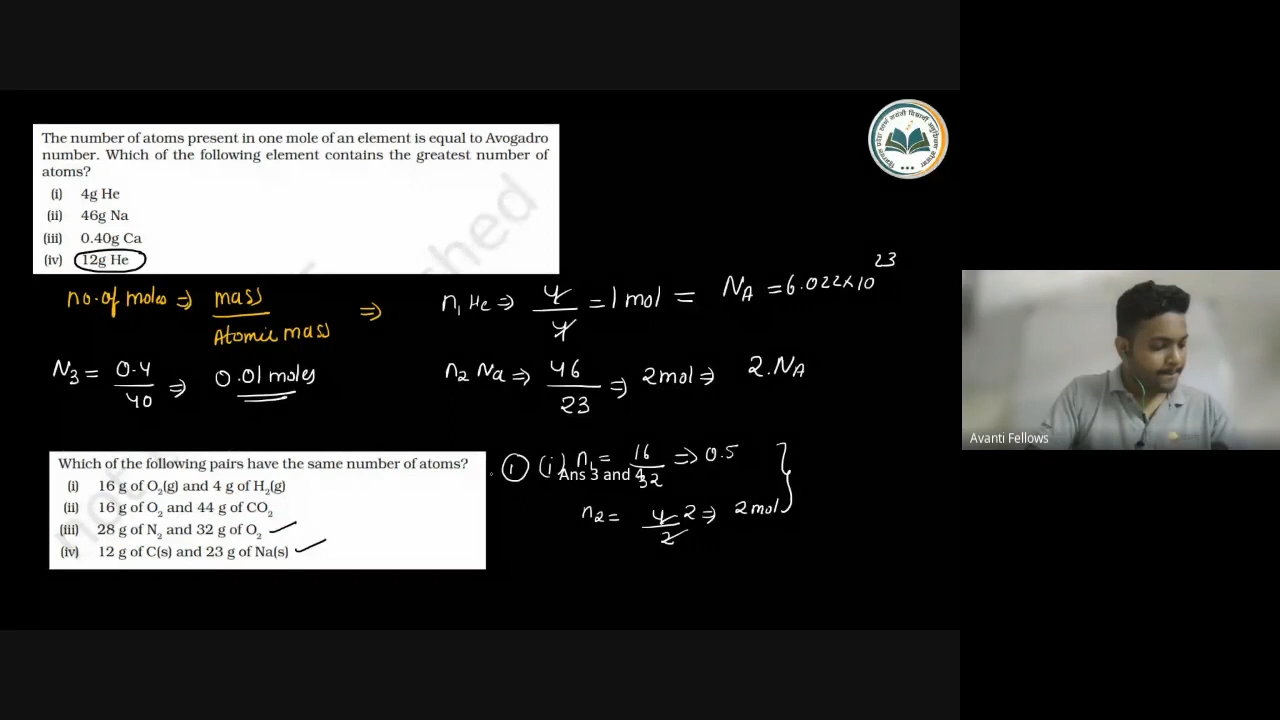 The number of atoms present in one mole of an element is equal to Avogadro
number. Which of the following element contains the greatest number of
atoms?
(i) 4g He
(ii) 46g Na
(iii) 0.40g Ca
(iv) 12g He
no. of moles ⇒ mass / Atomic mass ⇒
n₁ He ⇒ 4/4 = 1 mol = N_A = 6.022×10²³
N₃ = 0.4/40 ⇒ 0.01 moles
n₂ Na ⇒ 46/23 ⇒ 2 mol ⇒ 2.N_A
Which of the following pairs have the same number of atoms?
(i) 16 g of O₂(g) and 4 g of H₂(g)
(ii) 16 g of O₂ and 44 g of CO₂
(iii) 28 g of N₂ and 32 g of O₂
(iv) 12 g of C(s) and 23 g of Na(s)
① (i) n₁ = 16/32 ⇒ 0.5
Ans 3 and 4
n₂ = 4/2 2 ⇒ 2 mol
Avanti Fellows